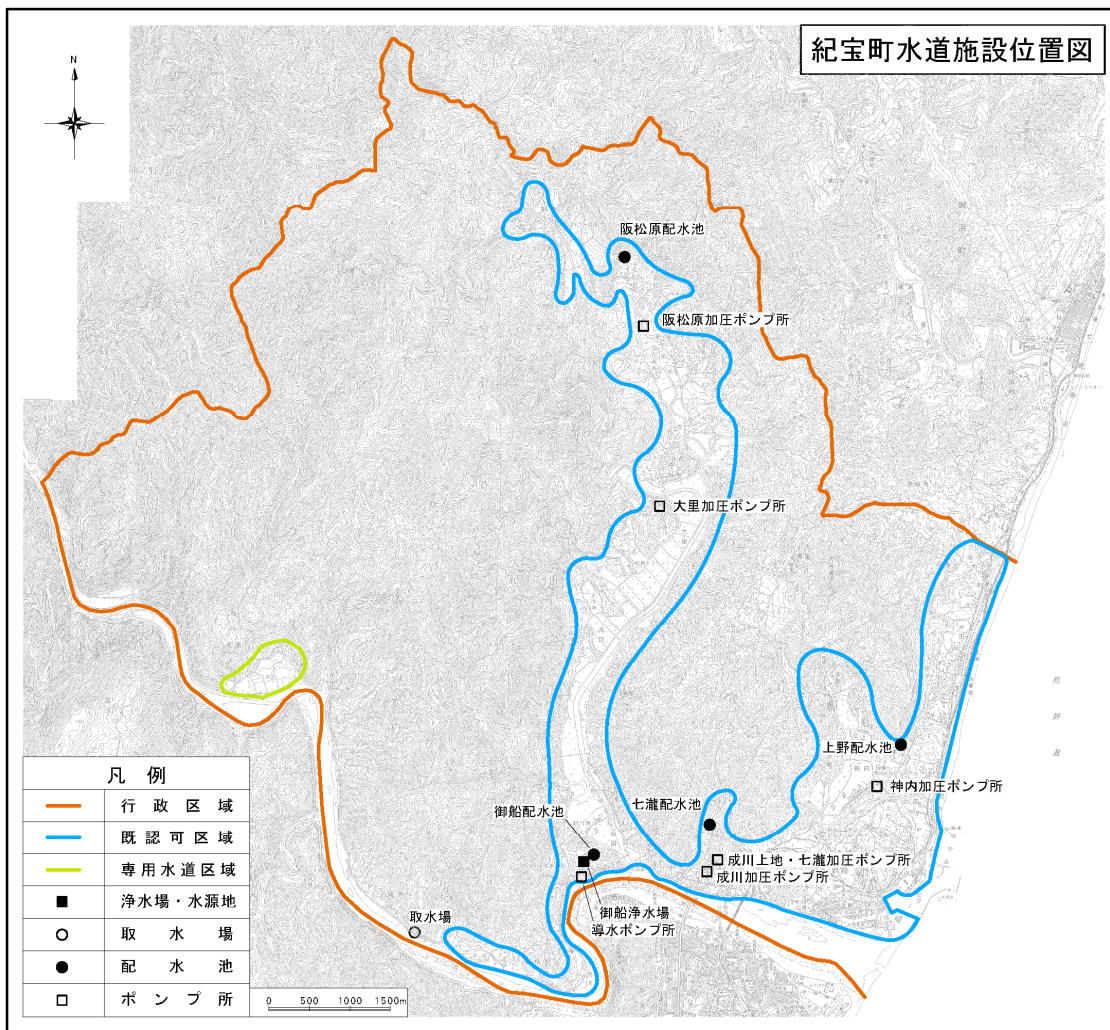 紀宝町水道施設位置図
N
阪松原配水池
阪松原加圧ポンプ所
大里加圧ポンプ所
上野配水池
神内加圧ポンプ所
七瀧配水池
御船配水池
成川上地・七瀧加圧ポンプ所
成川加圧ポンプ所
御船浄水場
導水ポンプ所
取水場
熊野灘
凡例
行政区域
既認可区域
専用水道区域
浄水場・水源地
取水場
配水池
ポンプ所
0 500 1000 1500m